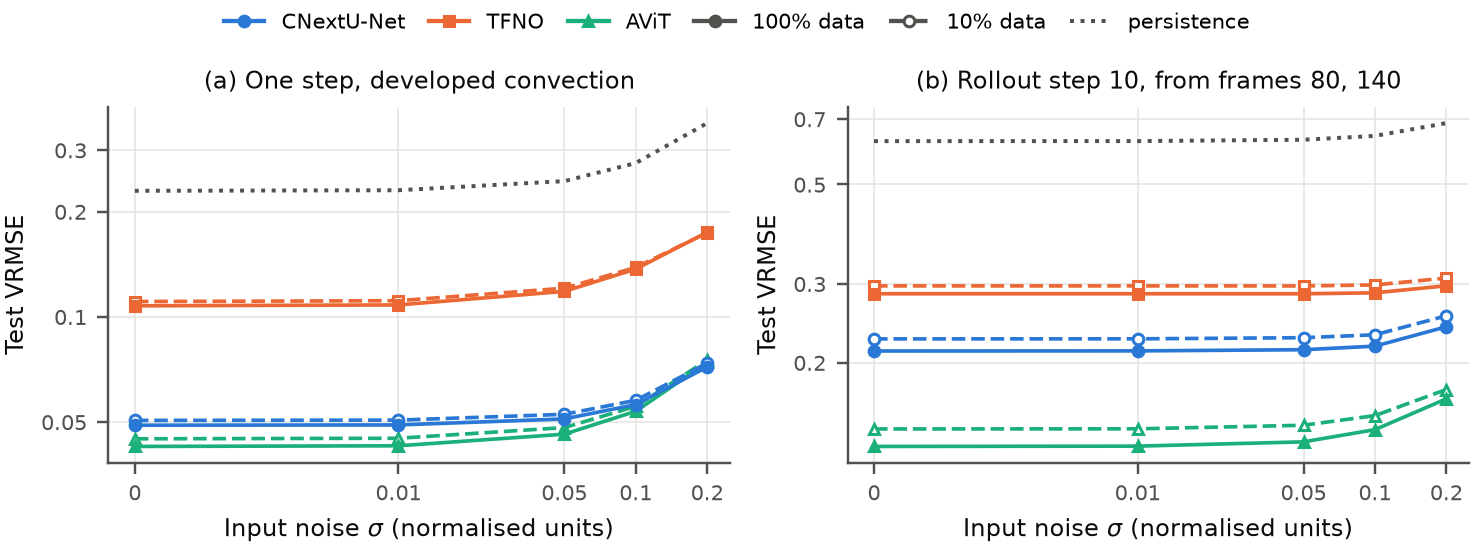 CNextU-Net TFNO AViT 100% data 10% data persistence
(a) One step, developed convection
Test VRMSE
0.3
0.2
0.1
0.05
0 0.01 0.05 0.1 0.2
Input noise σ (normalised units)
(b) Rollout step 10, from frames 80, 140
Test VRMSE
0.7
0.5
0.3
0.2
0 0.01 0.05 0.1 0.2
Input noise σ (normalised units)